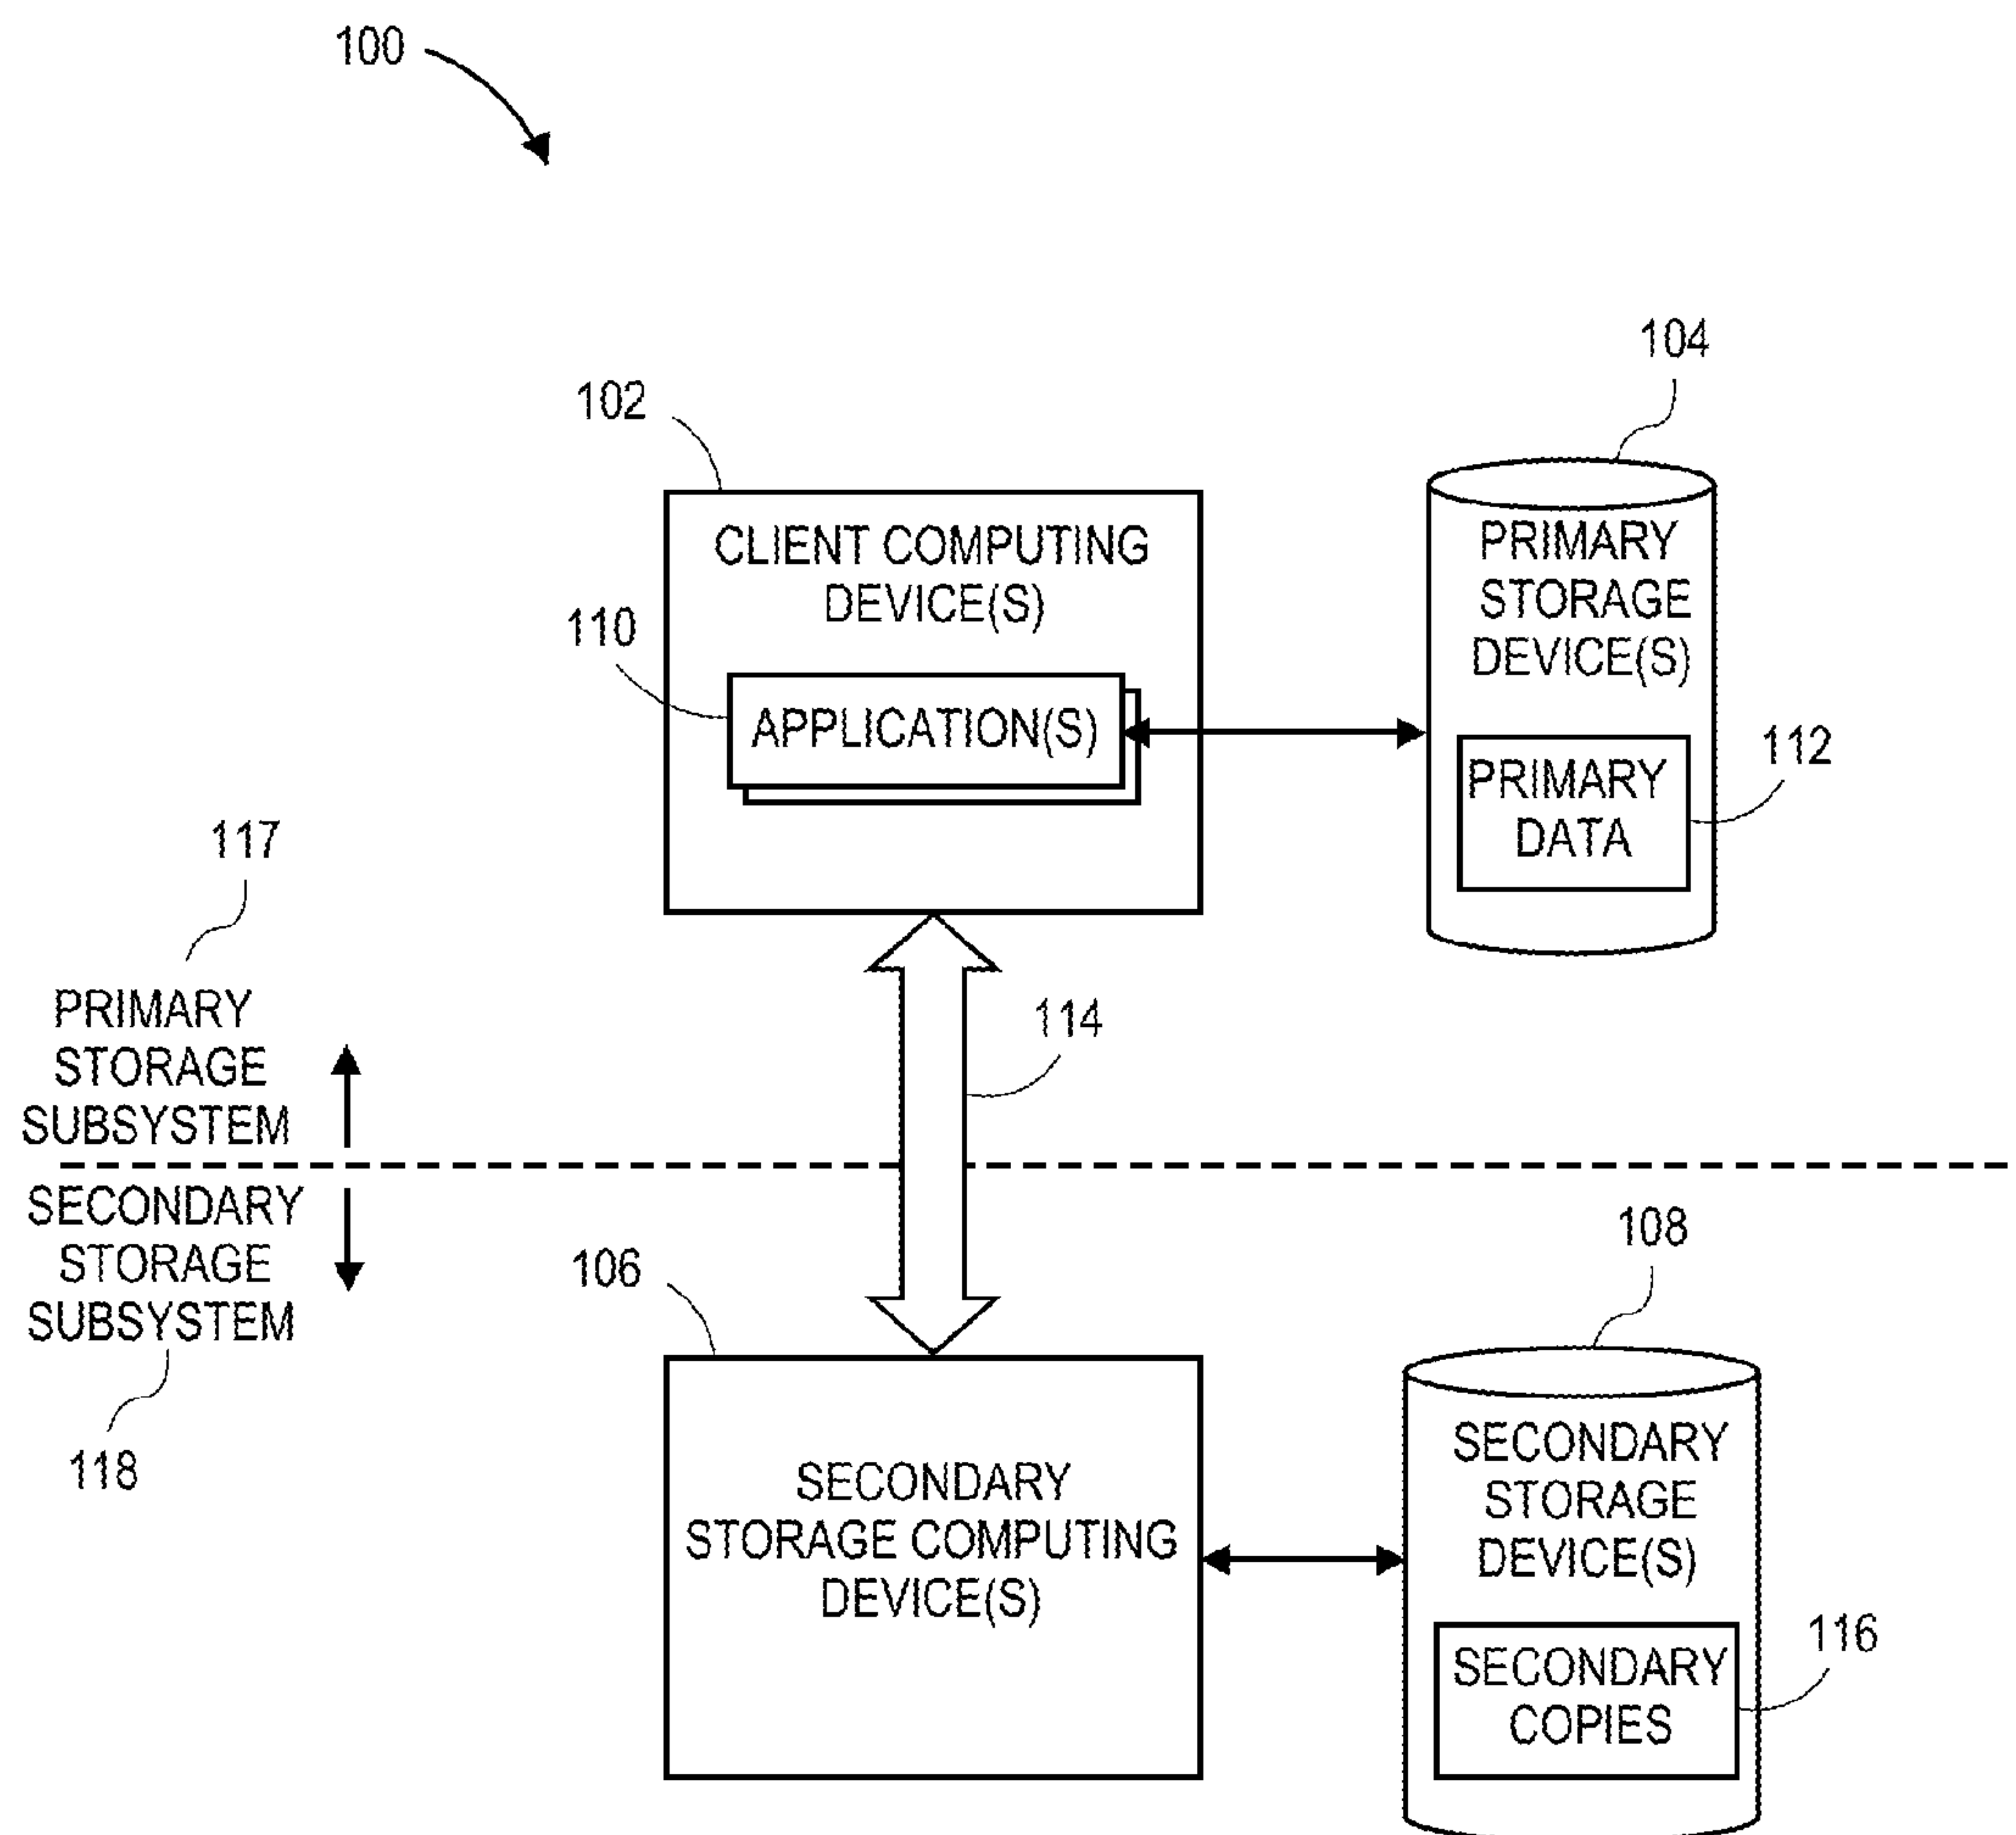 100
104
102
CLIENT COMPUTING
DEVICE(S)
PRIMARY
STORAGE
DEVICE(S)
110
APPLICATION(S)
112
PRIMARY
DATA
117
PRIMARY
STORAGE
SUBSYSTEM
114
SECONDARY
STORAGE
SUBSYSTEM
118
106
108
SECONDARY
STORAGE COMPUTING
DEVICE(S)
SECONDARY
STORAGE
DEVICE(S)
116
SECONDARY
COPIES